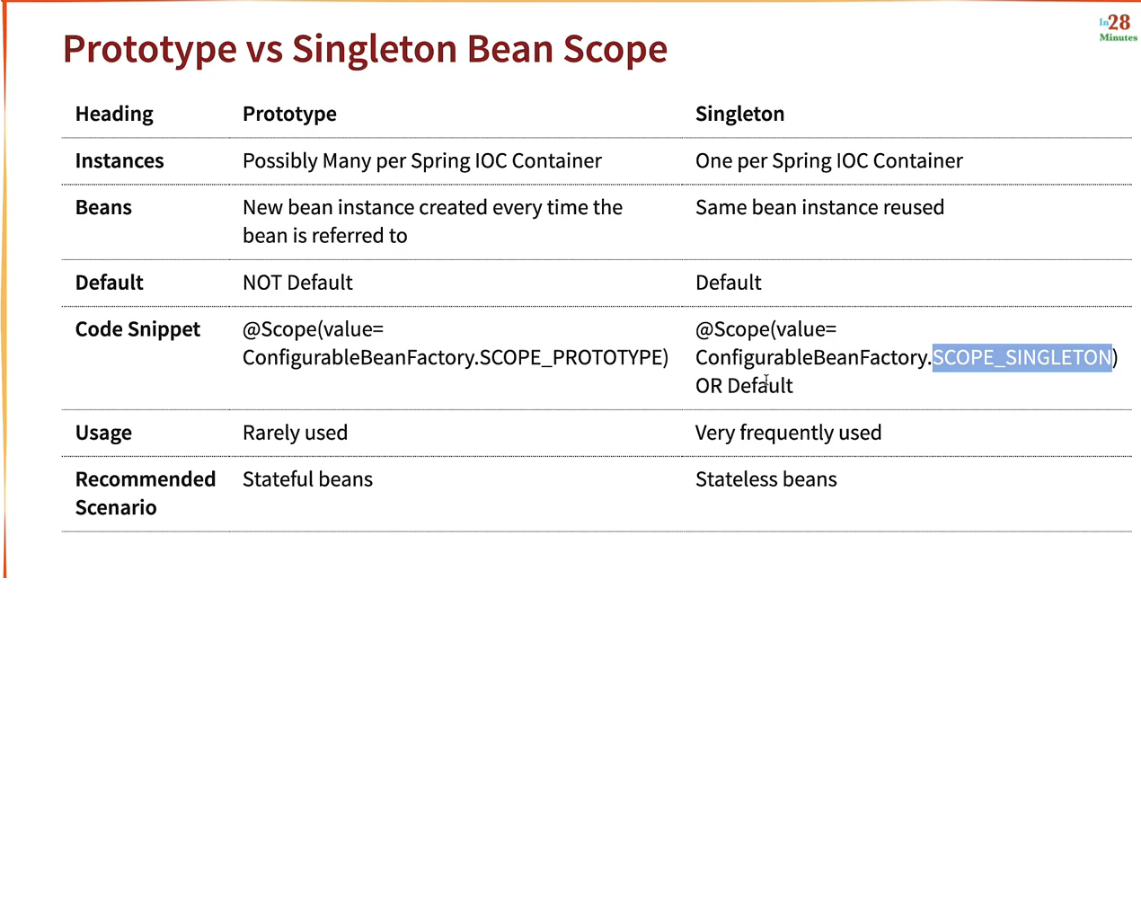 In28
Minutes
Prototype vs Singleton Bean Scope
Heading Prototype Singleton
Instances Possibly Many per Spring IOC Container One per Spring IOC Container
Beans New bean instance created every time the Same bean instance reused
bean is referred to
Default NOT Default Default
Code Snippet @Scope(value= @Scope(value=
ConfigurableBeanFactory.SCOPE_PROTOTYPE) ConfigurableBeanFactory.SCOPE_SINGLETON)
OR Default
Usage Rarely used Very frequently used
Recommended Stateful beans Stateless beans
Scenario